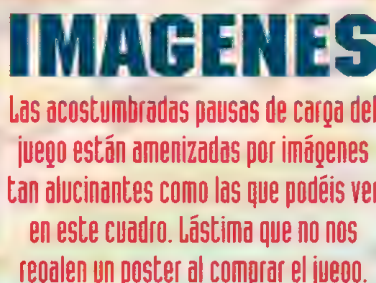 IMAGENES
Las acostumbradas pausas de carga del
juego están amenizadas por imágenes
tan alucinantes como las que podéis ver
en este cuadro. Lástima que no nos
regalen un poster al comprar el juego.